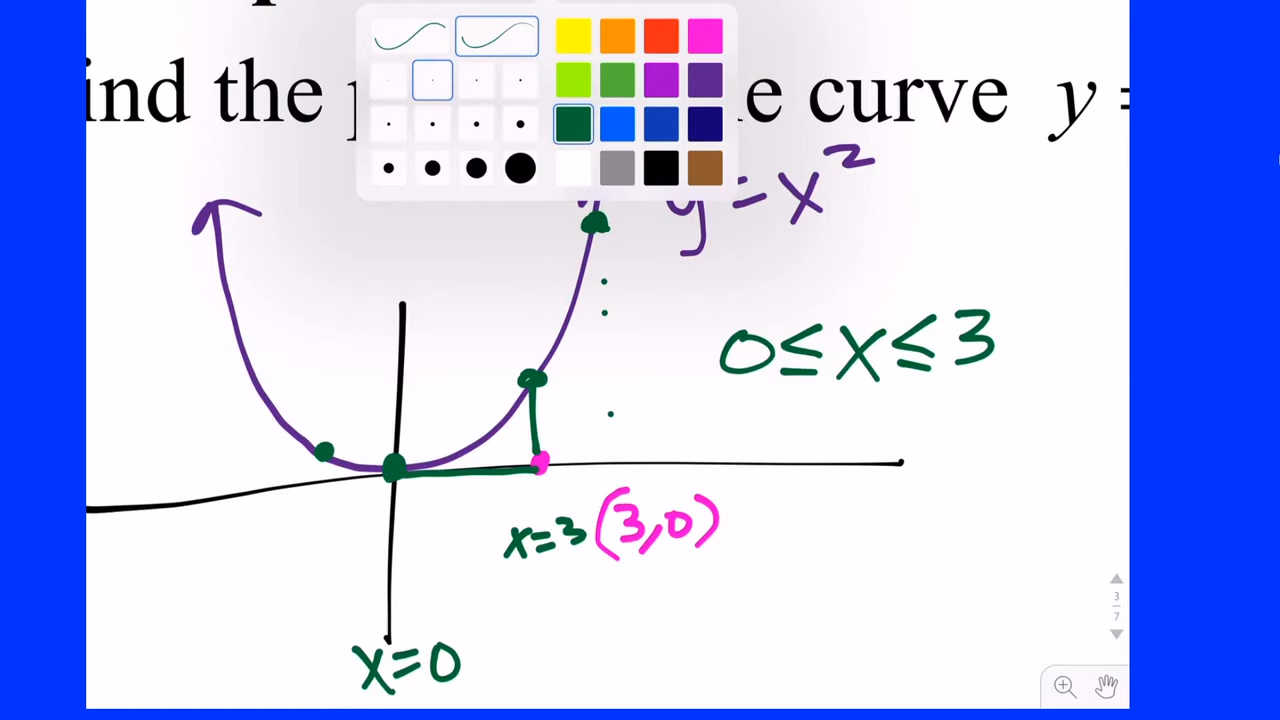 ind the e curve y =
y = x²
0 ≤ x ≤ 3
x=3 (3,0)
x=0
3
7